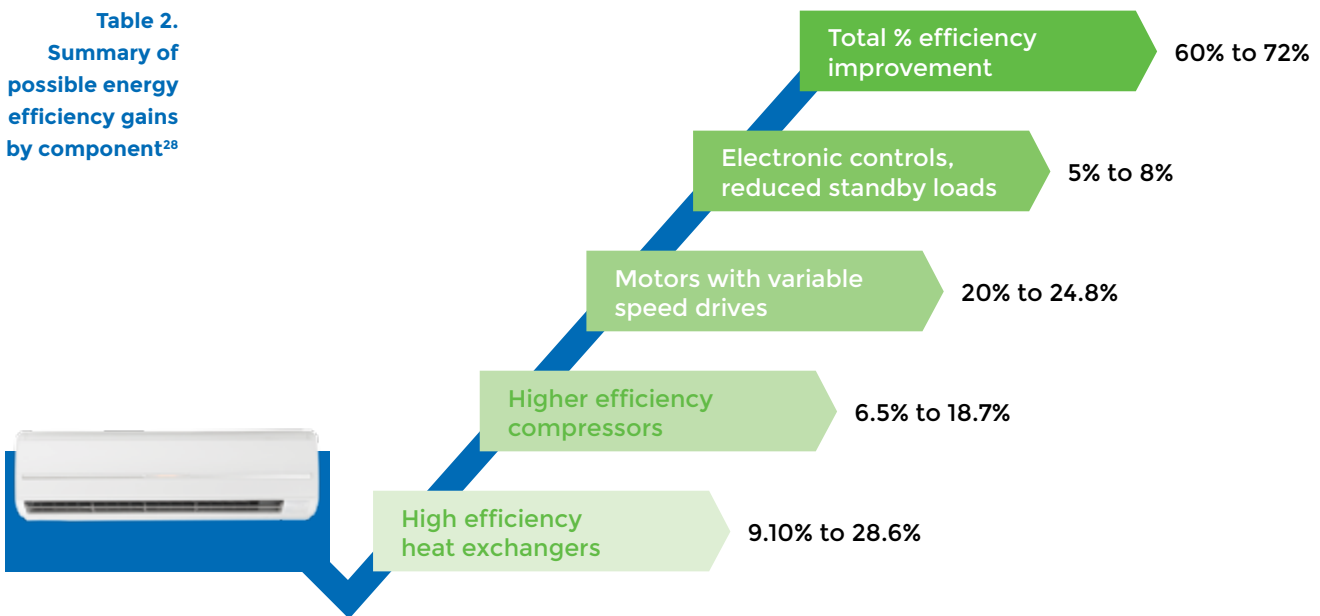 Table 2.
Summary of
possible energy
efficiency gains
by component²⁸
Total % efficiency
improvement
60% to 72%
Electronic controls,
reduced standby loads
5% to 8%
Motors with variable
speed drives
20% to 24.8%
Higher efficiency
compressors
6.5% to 18.7%
High efficiency
heat exchangers
9.10% to 28.6%